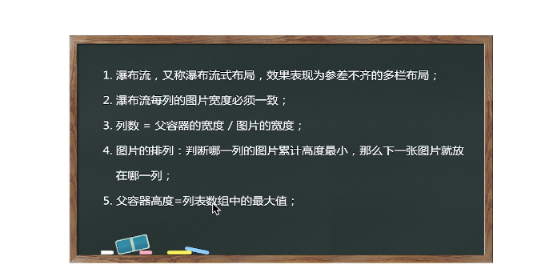 1. 瀑布流，又称瀑布流式布局，效果表现为参差不齐的多栏布局；
2. 瀑布流每列的图片宽度必须一致；
3. 列数 = 父容器的宽度 / 图片的宽度；
4. 图片的排列：判断哪一列的图片累计高度最小，那么下一张图片就放
在哪一列；
5. 父容器高度=列表数组中的最大值；